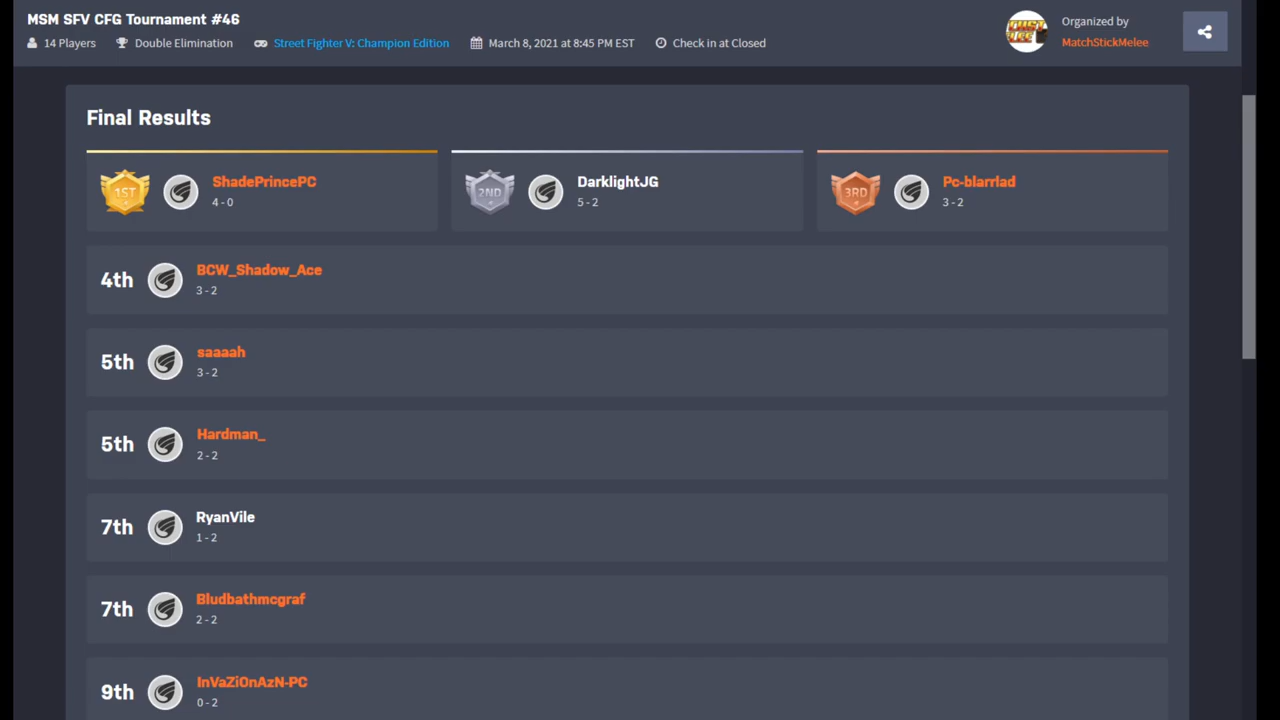 MSM SFV CFG Tournament #46
14 Players
Double Elimination
Street Fighter V: Champion Edition
March 8, 2021 at 8:45 PM EST
Check in at Closed
Organized by
MatchStickMelee
Final Results
1ST
ShadePrincePC
4 - 0
2ND
DarklightJG
5 - 2
3RD
Pc-blarrlad
3 - 2
4th
BCW_Shadow_Ace
3 - 2
5th
saaaah
3 - 2
5th
Hardman_
2 - 2
7th
RyanVile
1 - 2
7th
Bludbathmcgraf
2 - 2
9th
InVaZiOnAzN-PC
0 - 2